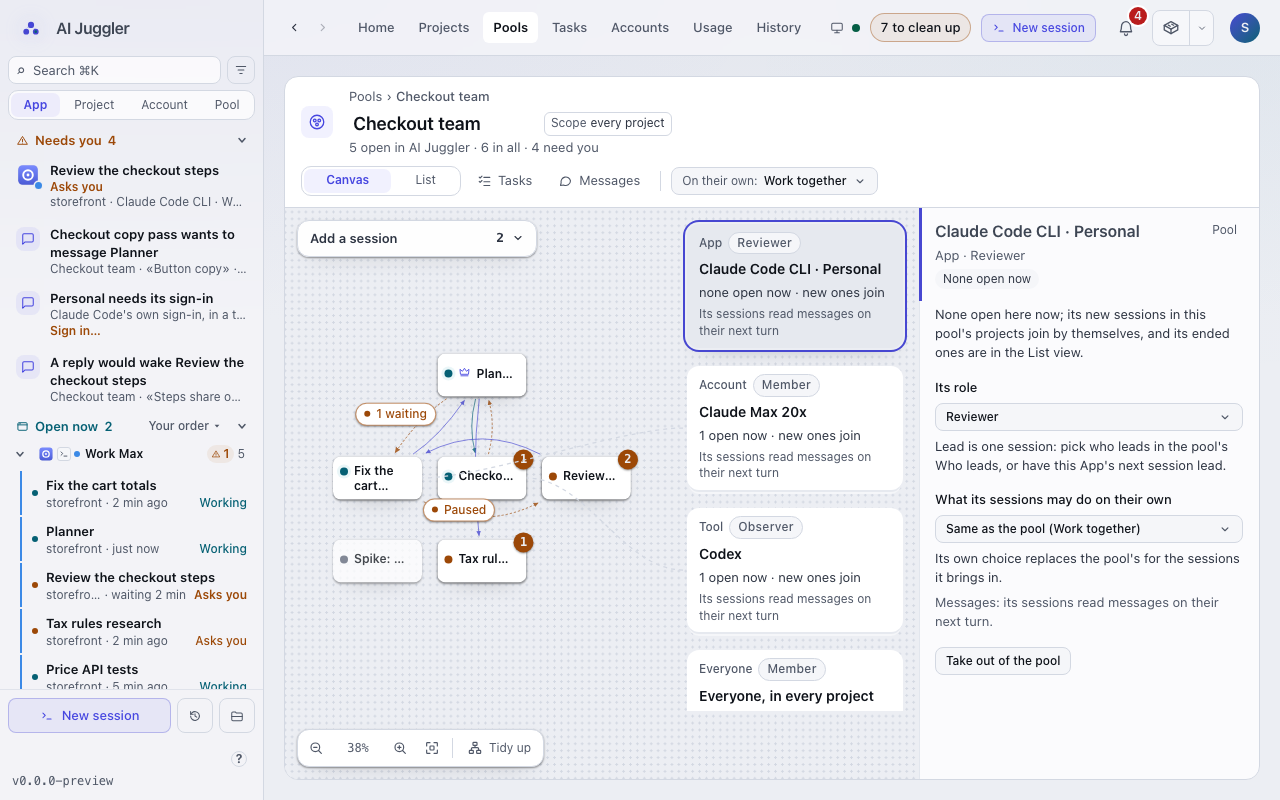 AI Juggler
Search ⌘K
App Project Account Pool
Needs you 4
Review the checkout steps
Asks you
storefront · Claude Code CLI · W…
Checkout copy pass wants to
message Planner
Checkout team · «Button copy» ·…
Personal needs its sign-in
Claude Code's own sign-in, in a t…
Sign in…
A reply would wake Review the
checkout steps
Checkout team · «Steps share o…
Open now 2 Your order
Work Max 1 5
Fix the cart totals
storefront · 2 min ago Working
Planner
storefront · just now Working
Review the checkout steps
storefro… · waiting 2 min Asks you
Tax rules research
storefront · 2 min ago Asks you
Price API tests
storefront · 5 min ago Working
New session
?
v0.0.0-preview
Home Projects Pools Tasks Accounts Usage History
7 to clean up
New session
4
S
Pools › Checkout team
Checkout team
Scope every project
5 open in AI Juggler · 6 in all · 4 need you
Canvas List Tasks Messages
On their own: Work together
Add a session 2
Plan…
1 waiting
Fix the
cart…
Checko… 1
Review… 2
Paused
Spike: …
Tax rul… 1
38%
Tidy up
App Reviewer
Claude Code CLI · Personal
none open now · new ones join
Its sessions read messages on
their next turn
Account Member
Claude Max 20x
1 open now · new ones join
Its sessions read messages on
their next turn
Tool Observer
Codex
1 open now · new ones join
Its sessions read messages on
their next turn
Everyone Member
Everyone, in every project
Claude Code CLI · Personal Pool
App · Reviewer
None open now
None open here now; its new sessions in this
pool's projects join by themselves, and its ended
ones are in the List view.
Its role
Reviewer
Lead is one session: pick who leads in the pool's
Who leads, or have this App's next session lead.
What its sessions may do on their own
Same as the pool (Work together)
Its own choice replaces the pool's for the sessions
it brings in.
Messages: its sessions read messages on their
next turn.
Take out of the pool